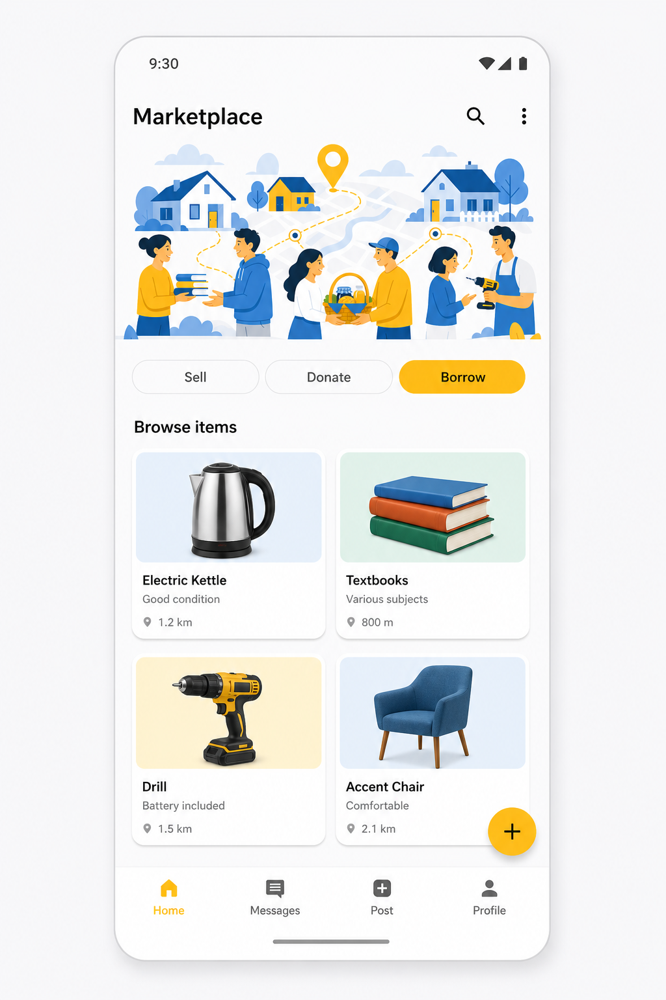 9:30
Marketplace
Sell
Donate
Borrow
Browse items
Electric Kettle
Good condition
1.2 km
Textbooks
Various subjects
800 m
Drill
Battery included
1.5 km
Accent Chair
Comfortable
2.1 km
Home
Messages
Post
Profile